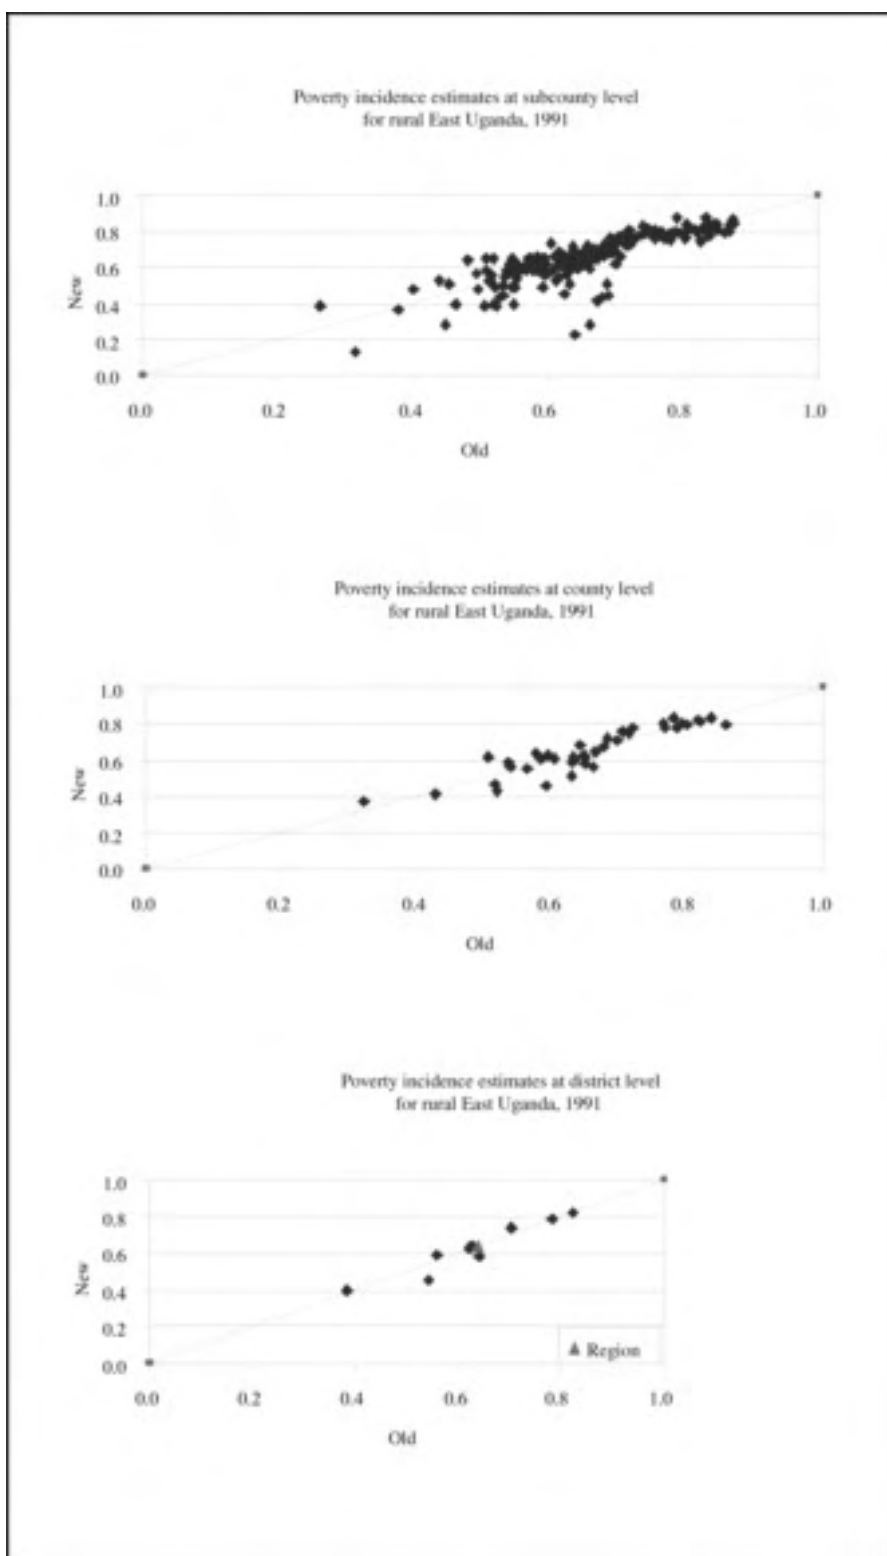 Poverty incidence estimates at subcounty level
for rural East Uganda, 1991
1.0
0.8
0.6
0.4
0.2
0.0
New
0.0 0.2 0.4 0.6 0.8 1.0
Old
Poverty incidence estimates at county level
for rural East Uganda, 1991
1.0
0.8
0.6
0.4
0.2
0.0
New
0.0 0.2 0.4 0.6 0.8 1.0
Old
Poverty incidence estimates at district level
for rural East Uganda, 1991
1.0
0.8
0.6
0.4
0.2
0.0
New
Region
0.0 0.2 0.4 0.6 0.8 1.0
Old